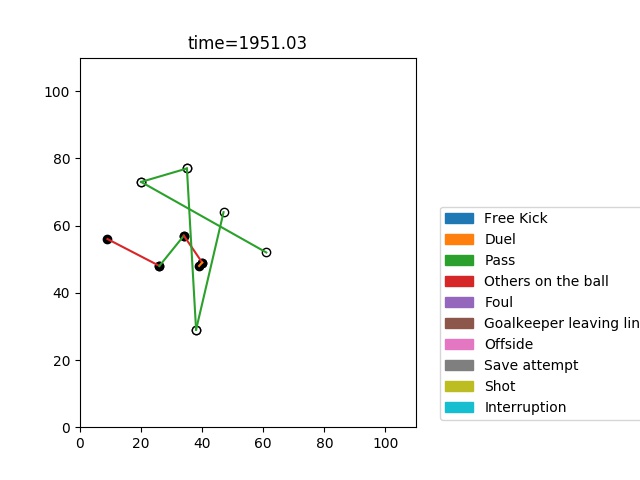 time=1951.03
100
80
60
40
20
0
0 20 40 60 80 100
Free Kick
Duel
Pass
Others on the ball
Foul
Goalkeeper leaving lin
Offside
Save attempt
Shot
Interruption